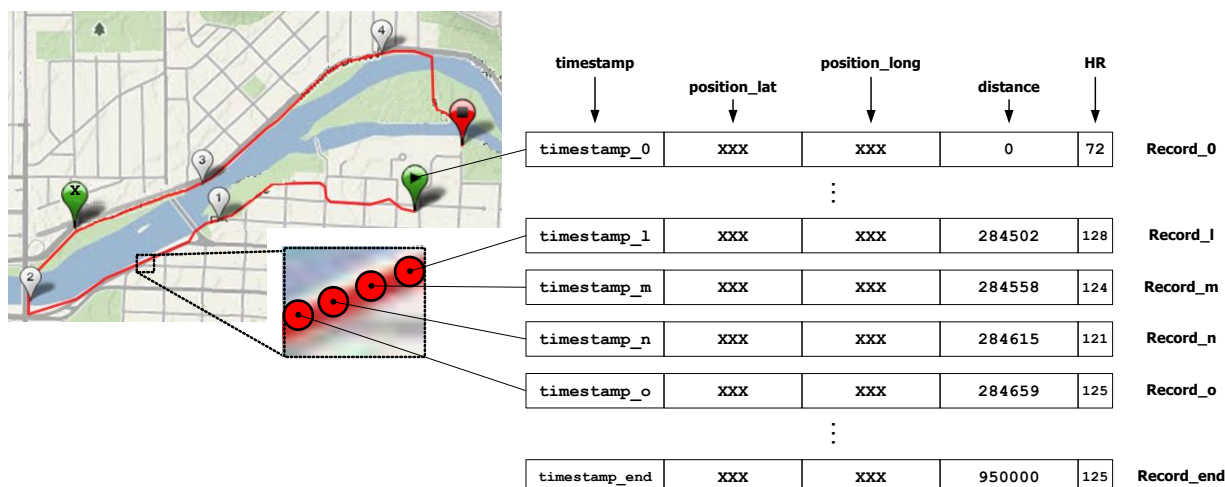 timestamp
position_lat
position_long
distance
HR
timestamp_0 XXX XXX 0 72 Record_0
⋮
timestamp_l XXX XXX 284502 128 Record_l
timestamp_m XXX XXX 284558 124 Record_m
timestamp_n XXX XXX 284615 121 Record_n
timestamp_o XXX XXX 284659 125 Record_o
⋮
timestamp_end XXX XXX 950000 125 Record_end
4
3
X
1
2